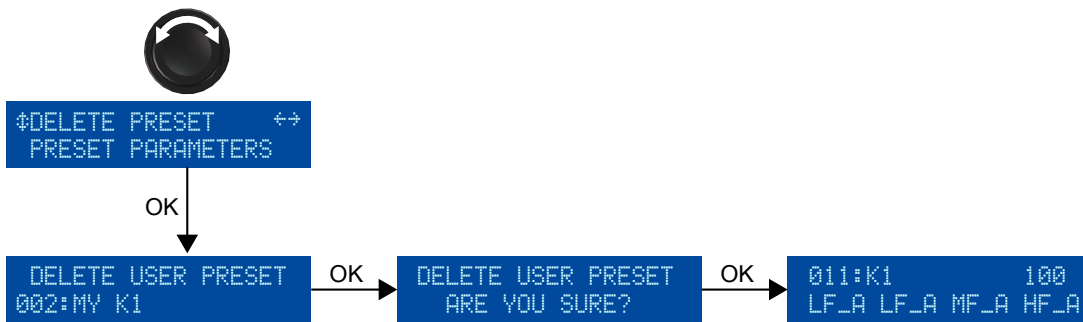 ↕DELETE PRESET ←→
PRESET PARAMETERS
OK
DELETE USER PRESET
002:MY K1
OK
DELETE USER PRESET
ARE YOU SURE?
OK
011:K1 100
LF_A LF_A MF_A HF_A